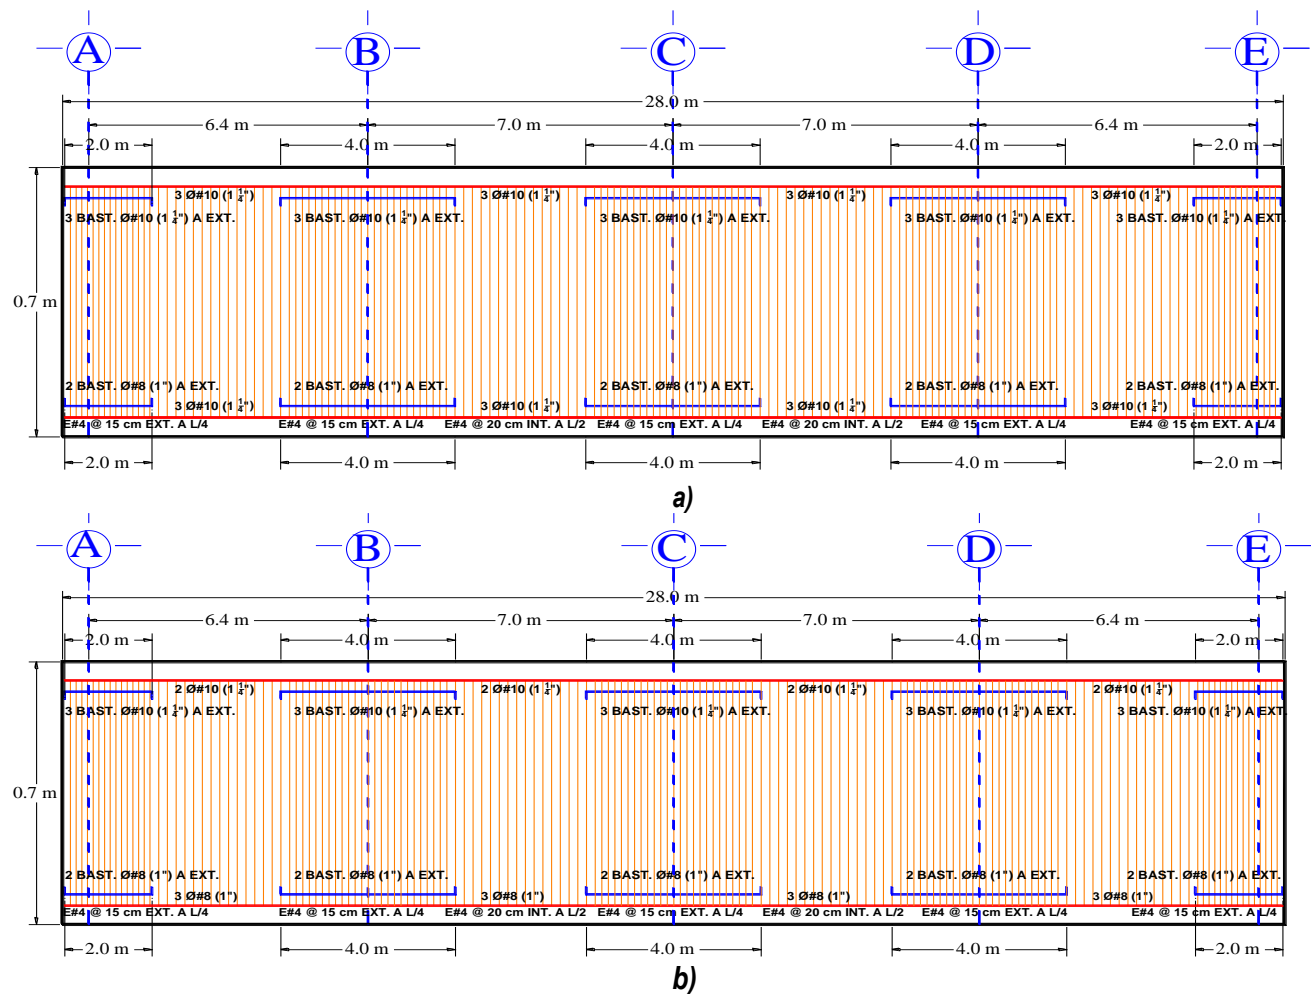 A B C D E
28.0 m
6.4 m 7.0 m 7.0 m 6.4 m
2.0 m 4.0 m 4.0 m 4.0 m 2.0 m
3 Ø#10 (1 1/4") 3 Ø#10 (1 1/4") 3 Ø#10 (1 1/4") 3 Ø#10 (1 1/4")
3 BAST. Ø#10 (1 1/4") A EXT. 3 BAST. Ø#10 (1 1/4") A EXT. 3 BAST. Ø#10 (1 1/4") A EXT. 3 BAST. Ø#10 (1 1/4") A EXT. 3 BAST. Ø#10 (1 1/4") A EXT.
0.7 m
2 BAST. Ø#8 (1") A EXT. 2 BAST. Ø#8 (1") A EXT. 2 BAST. Ø#8 (1") A EXT. 2 BAST. Ø#8 (1") A EXT. 2 BAST. Ø#8 (1") A EXT.
3 Ø#10 (1 1/4") 3 Ø#10 (1 1/4") 3 Ø#10 (1 1/4") 3 Ø#10 (1 1/4")
E#4 @ 15 cm EXT. A L/4 E#4 @ 15 cm EXT. A L/4 E#4 @ 20 cm INT. A L/2 E#4 @ 15 cm EXT. A L/4 E#4 @ 20 cm INT. A L/2 E#4 @ 15 cm EXT. A L/4 E#4 @ 15 cm EXT. A L/4
2.0 m 4.0 m 4.0 m 4.0 m 2.0 m
a)
A B C D E
28.0 m
6.4 m 7.0 m 7.0 m 6.4 m
2.0 m 4.0 m 4.0 m 4.0 m 2.0 m
2 Ø#10 (1 1/4") 2 Ø#10 (1 1/4") 2 Ø#10 (1 1/4") 2 Ø#10 (1 1/4")
3 BAST. Ø#10 (1 1/4") A EXT. 3 BAST. Ø#10 (1 1/4") A EXT. 3 BAST. Ø#10 (1 1/4") A EXT. 3 BAST. Ø#10 (1 1/4") A EXT. 3 BAST. Ø#10 (1 1/4") A EXT.
0.7 m
2 BAST. Ø#8 (1") A EXT. 2 BAST. Ø#8 (1") A EXT. 2 BAST. Ø#8 (1") A EXT. 2 BAST. Ø#8 (1") A EXT. 2 BAST. Ø#8 (1") A EXT.
3 Ø#8 (1") 3 Ø#8 (1") 3 Ø#8 (1") 3 Ø#8 (1")
E#4 @ 15 cm EXT. A L/4 E#4 @ 15 cm EXT. A L/4 E#4 @ 20 cm INT. A L/2 E#4 @ 15 cm EXT. A L/4 E#4 @ 20 cm INT. A L/2 E#4 @ 15 cm EXT. A L/4 E#4 @ 15 cm EXT. A L/4
2.0 m 4.0 m 4.0 m 4.0 m 2.0 m
b)